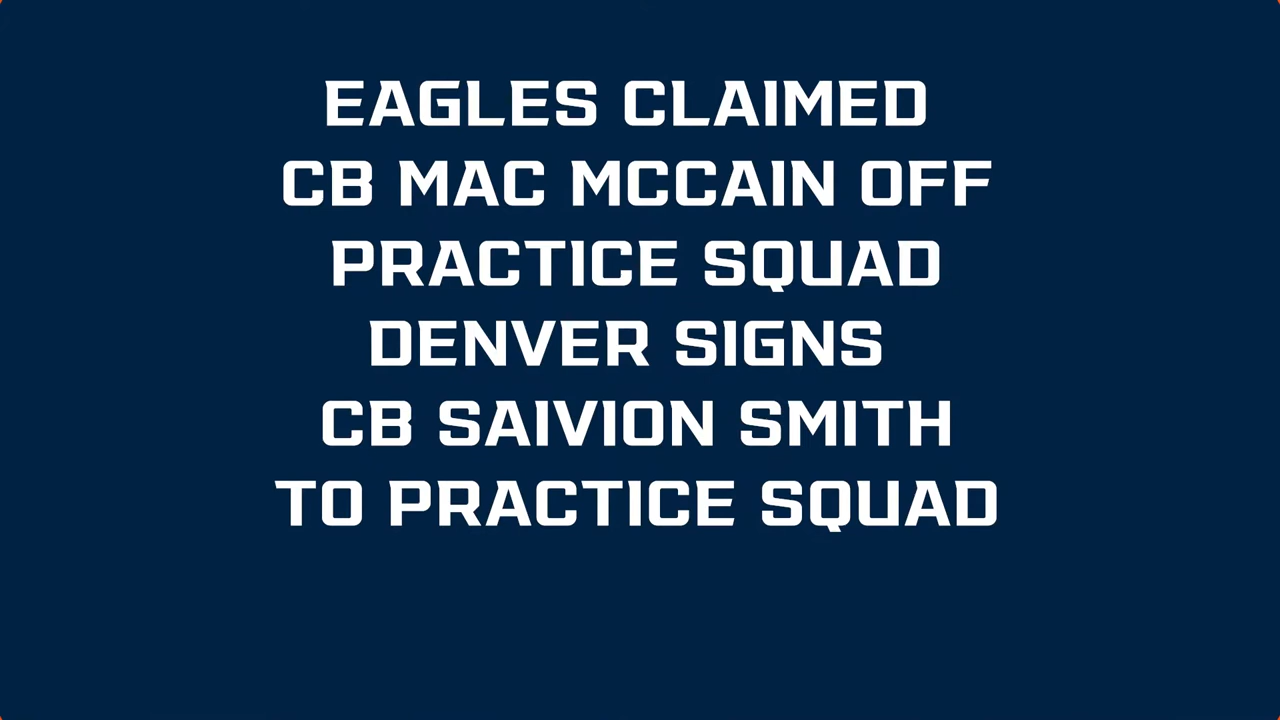 EAGLES CLAIMED
CB MAC MCCAIN OFF
PRACTICE SQUAD
DENVER SIGNS
CB SAIVION SMITH
TO PRACTICE SQUAD